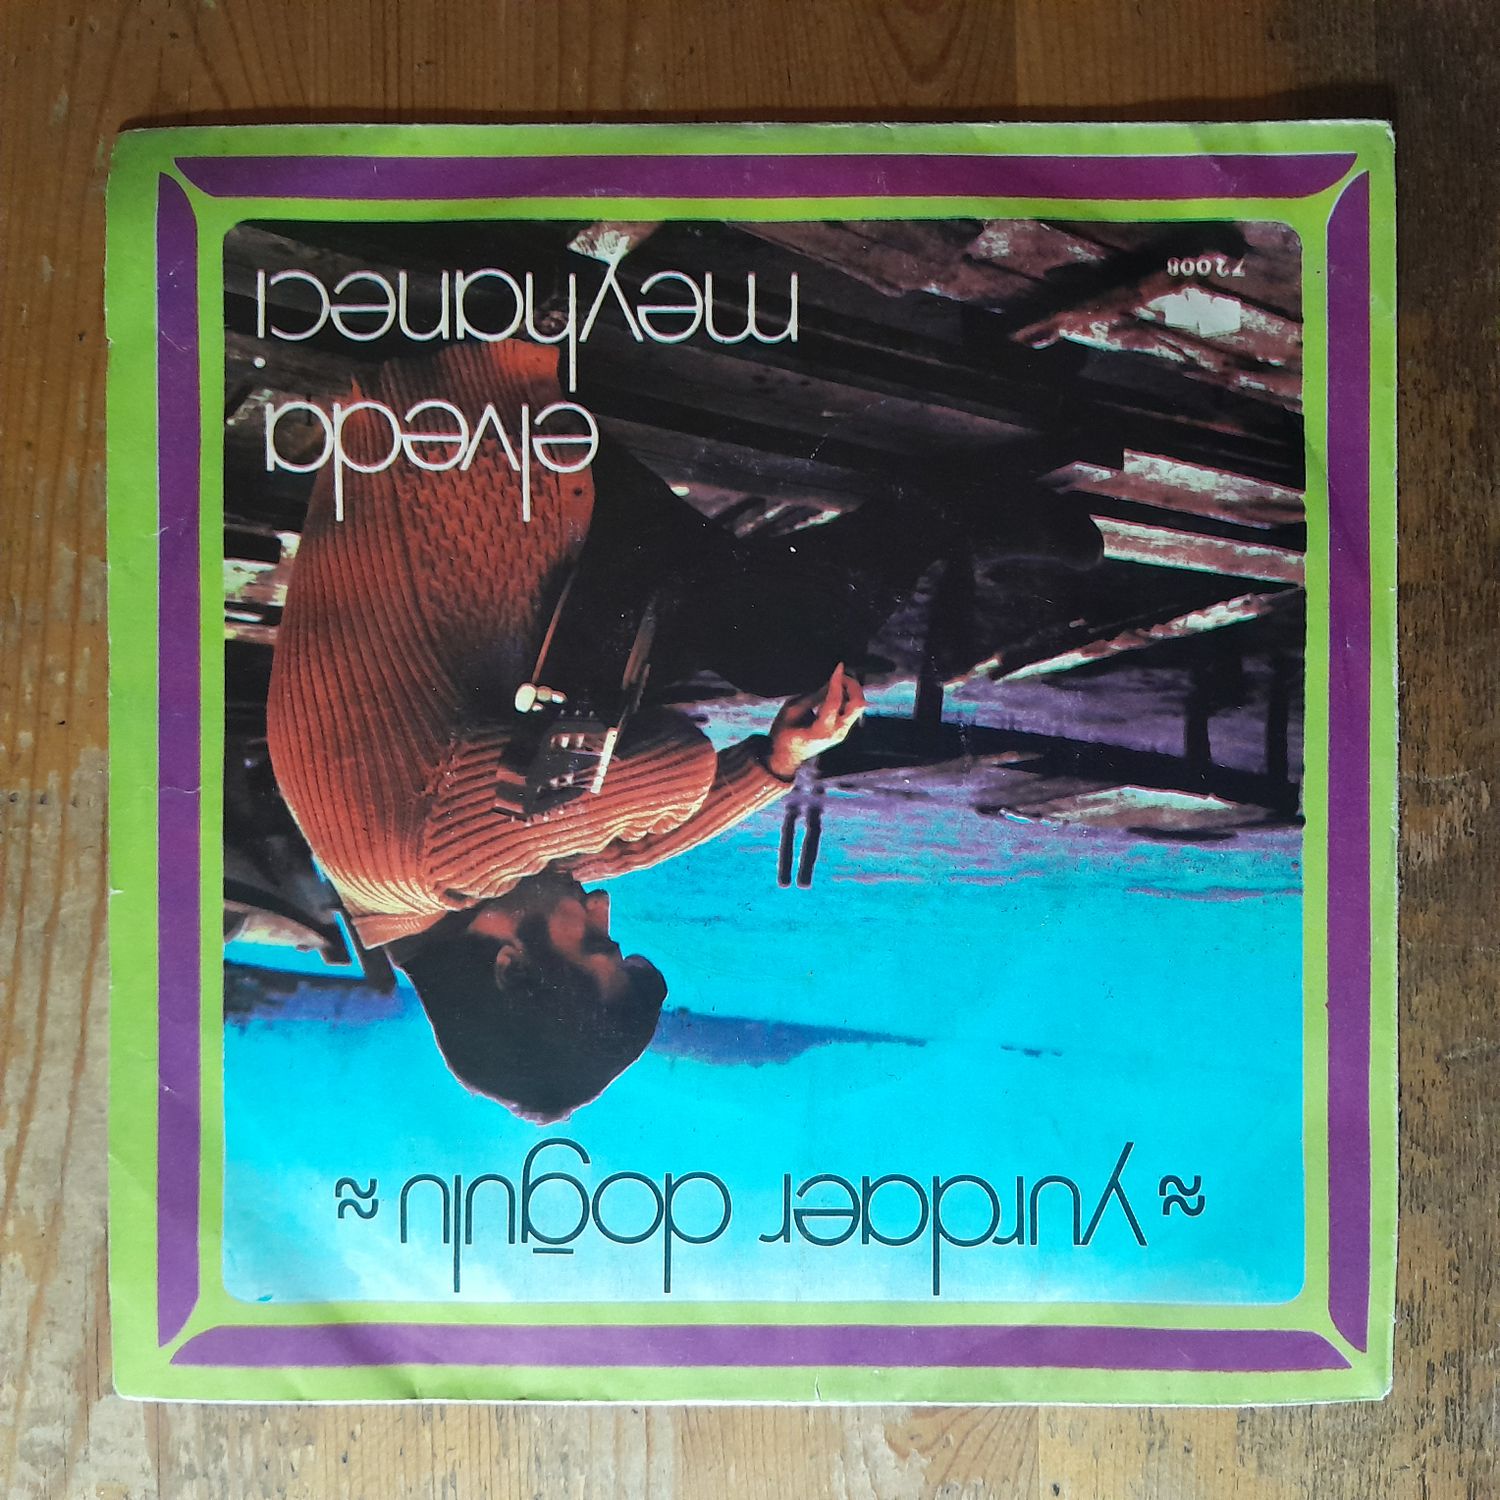 ≈ yurdaer doğulu ≈
elveda
meyhaneci
72008